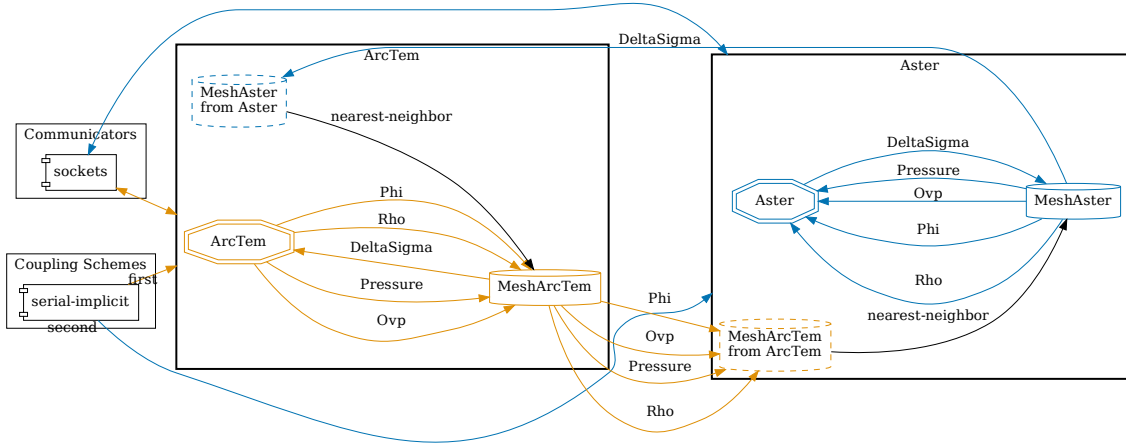 DeltaSigma
ArcTem
Aster
MeshAster
from Aster
nearest-neighbor
Communicators
sockets
DeltaSigma
Pressure
Ovp
Aster
MeshAster
Phi
Phi
Rho
ArcTem
DeltaSigma
Coupling Schemes
first
serial-implicit
second
Pressure
MeshArcTem
Ovp
Rho
nearest-neighbor
Phi
Ovp
MeshArcTem
from ArcTem
Pressure
Rho